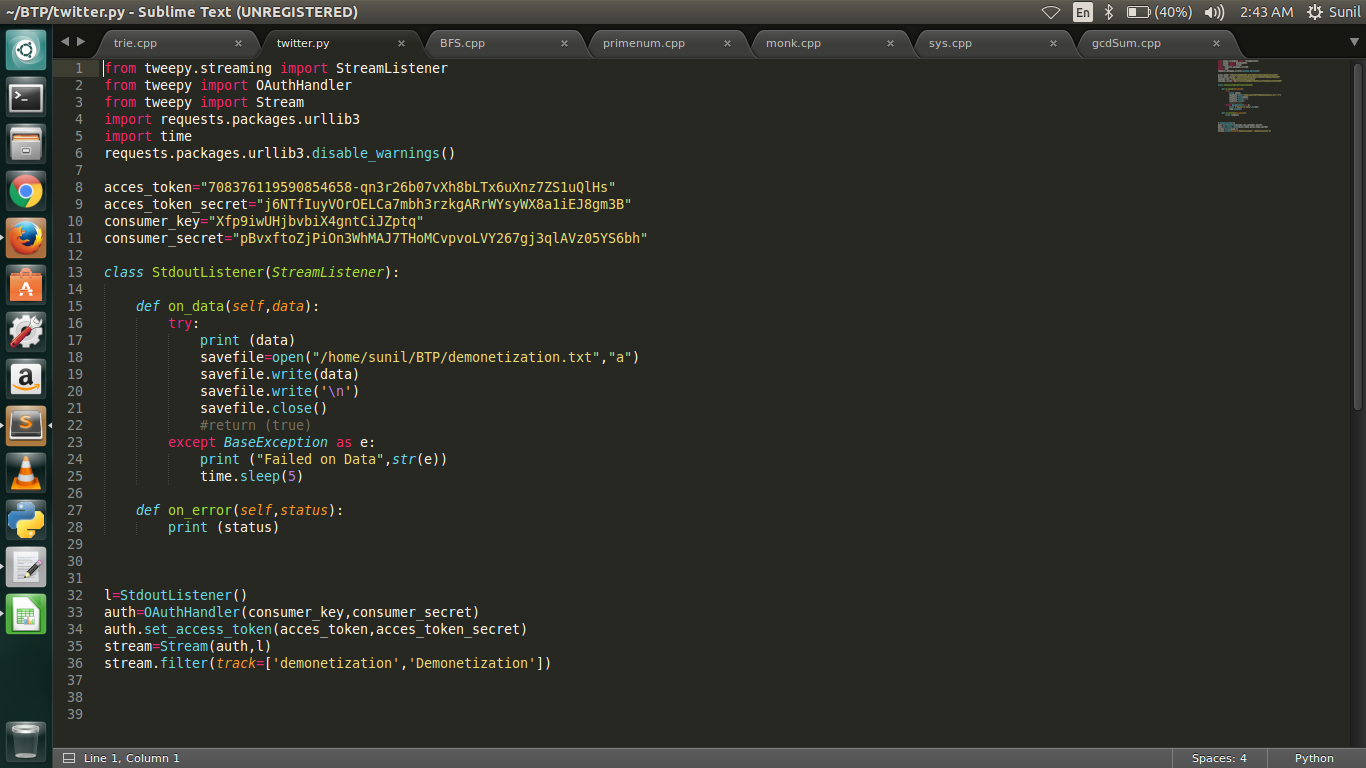 ~/BTP/twitter.py - Sublime Text (UNREGISTERED)
En (40%) 2:43 AM Sunil
trie.cpp × twitter.py × BFS.cpp × primenum.cpp × monk.cpp × sys.cpp × gcdSum.cpp ×
1 from tweepy.streaming import StreamListener
2 from tweepy import OAuthHandler
3 from tweepy import Stream
4 import requests.packages.urllib3
5 import time
6 requests.packages.urllib3.disable_warnings()
7
8 acces_token="708376119590854658-qn3r26b07vXh8bLTx6uXnz7ZS1uQlHs"
9 acces_token_secret="j6NTfIuyVOrOELCa7mbh3rzkgARrWYsyWX8a1iEJ8gm3B"
10 consumer_key="Xfp9iwUHjbvbiX4gntCiJZptq"
11 consumer_secret="pBvxftoZjPiOn3WhMAJ7THoMCvpvoLVY267gj3qlAVz05YS6bh"
12
13 class StdoutListener(StreamListener):
14
15     def on_data(self,data):
16         try:
17             print (data)
18             savefile=open("/home/sunil/BTP/demonetization.txt","a")
19             savefile.write(data)
20             savefile.write('\n')
21             savefile.close()
22             #return (true)
23         except BaseException as e:
24             print ("Failed on Data",str(e))
25             time.sleep(5)
26
27     def on_error(self,status):
28         print (status)
29
30
31
32 l=StdoutListener()
33 auth=OAuthHandler(consumer_key,consumer_secret)
34 auth.set_access_token(acces_token,acces_token_secret)
35 stream=Stream(auth,l)
36 stream.filter(track=['demonetization','Demonetization'])
37
38
39
Line 1, Column 1 Spaces: 4 Python